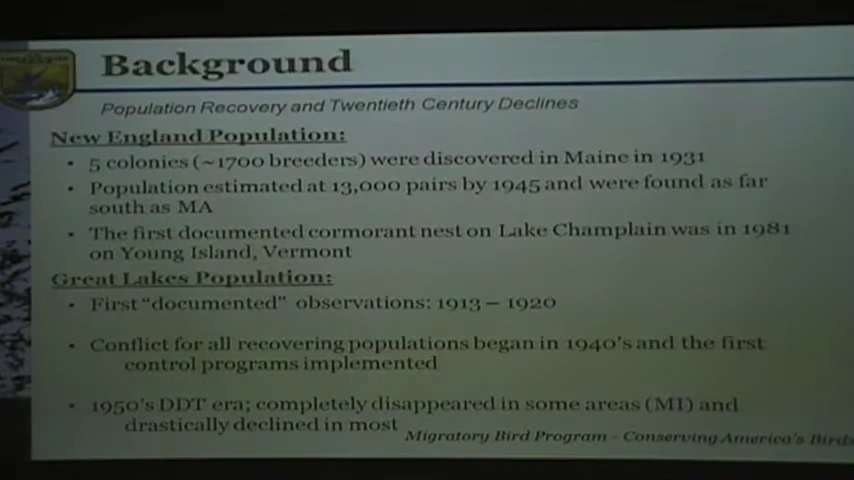 Background
Population Recovery and Twentieth Century Declines
New England Population:
• 5 colonies (~1700 breeders) were discovered in Maine in 1931
• Population estimated at 13,000 pairs by 1945 and were found as far
south as MA
• The first documented cormorant nest on Lake Champlain was in 1981
on Young Island, Vermont
Great Lakes Population:
• First "documented" observations: 1913 – 1920
• Conflict for all recovering populations began in 1940's and the first
control programs implemented
• 1950's DDT era; completely disappeared in some areas (MI) and
drastically declined in most
Migratory Bird Program - Conserving America's Birds